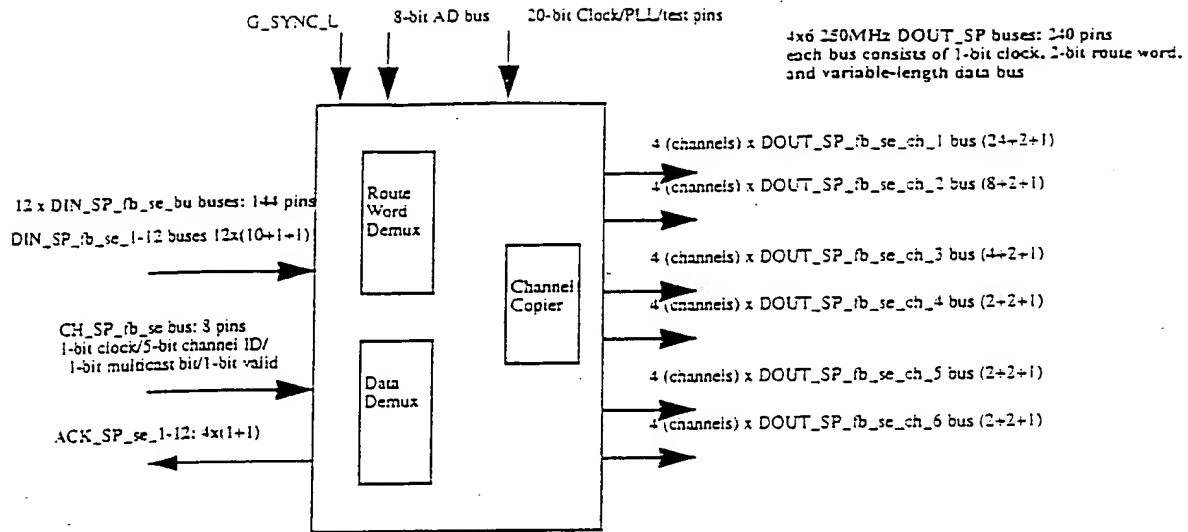 G_SYNC_L
8-bit AD bus
20-bit Clock/PLL/test pins
4x6 250MHz DOUT_SP buses: 240 pins
each bus consists of 1-bit clock, 2-bit route word,
and variable-length data bus
4 (channels) x DOUT_SP_fb_se_ch_1 bus (24+2+1)
4 (channels) x DOUT_SP_fb_se_ch_2 bus (8+2+1)
4 (channels) x DOUT_SP_fb_se_ch_3 bus (4+2+1)
4 (channels) x DOUT_SP_fb_se_ch_4 bus (2+2+1)
4 (channels) x DOUT_SP_fb_se_ch_5 bus (2+2+1)
4 (channels) x DOUT_SP_fb_se_ch_6 bus (2+2+1)
12 x DIN_SP_fb_se_bu buses: 144 pins
DIN_SP_fb_se_1-12 buses 12x(10+1+1)
CH_SP_fb_se bus: 8 pins
1-bit clock/5-bit channel ID/
1-bit multicast bit/1-bit valid
ACK_SP_se_1-12: 4x(1+1)
Route
Word
Demux
Channel
Copier
Data
Demux